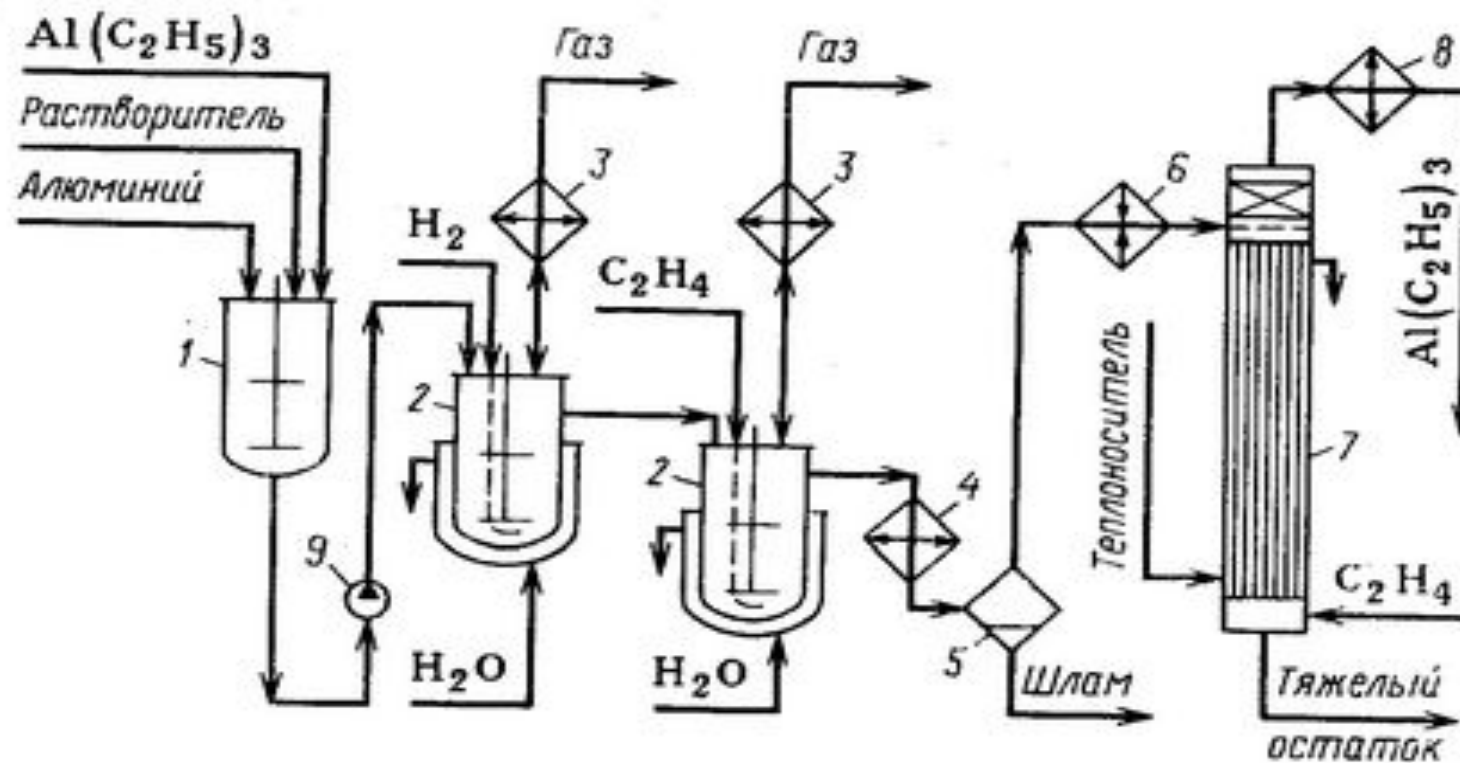 Al(C₂H₅)₃
Растворитель
Алюминий
1
9
H₂
2
H₂O
3
Газ
C₂H₄
2
H₂O
3
Газ
4
5
Шлам
6
Теплоноситель
7
8
Al(C₂H₅)₃
C₂H₄
Тяжелый
остаток